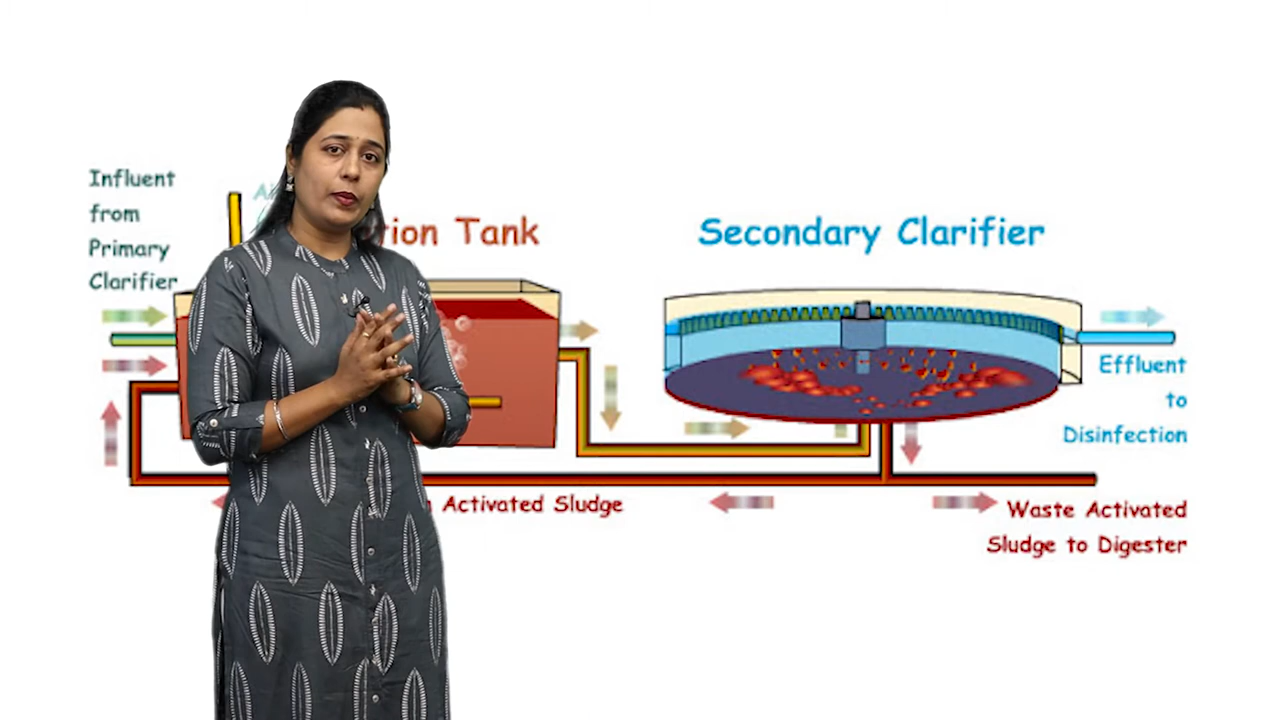 Influent
from
Primary
Clarifier
tion Tank
Secondary Clarifier
Effluent
to
Disinfection
Activated Sludge
Waste Activated
Sludge to Digester